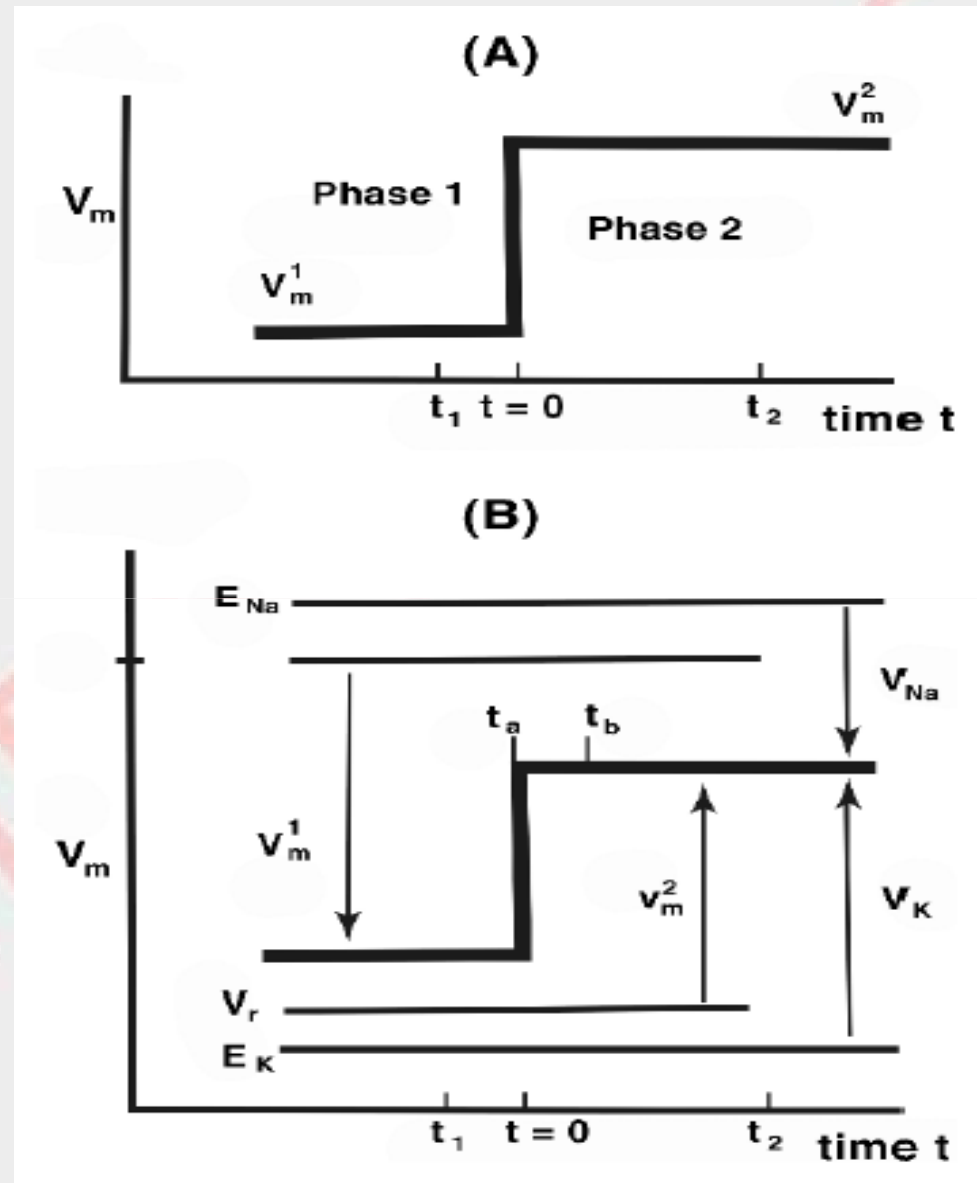 (A)
V_m^2
V_m
Phase 1
Phase 2
V_m^1
t_1 t = 0 t_2 time t
(B)
E_Na
V_Na
t_a t_b
V_m^1
V_m
v_m^2
V_K
V_r
E_K
t_1 t = 0 t_2 time t